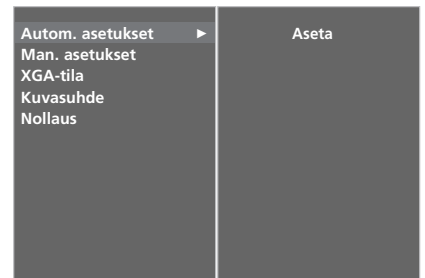 Autom. asetukset ► Aseta
Man. asetukset
XGA-tila
Kuvasuhde
Nollaus